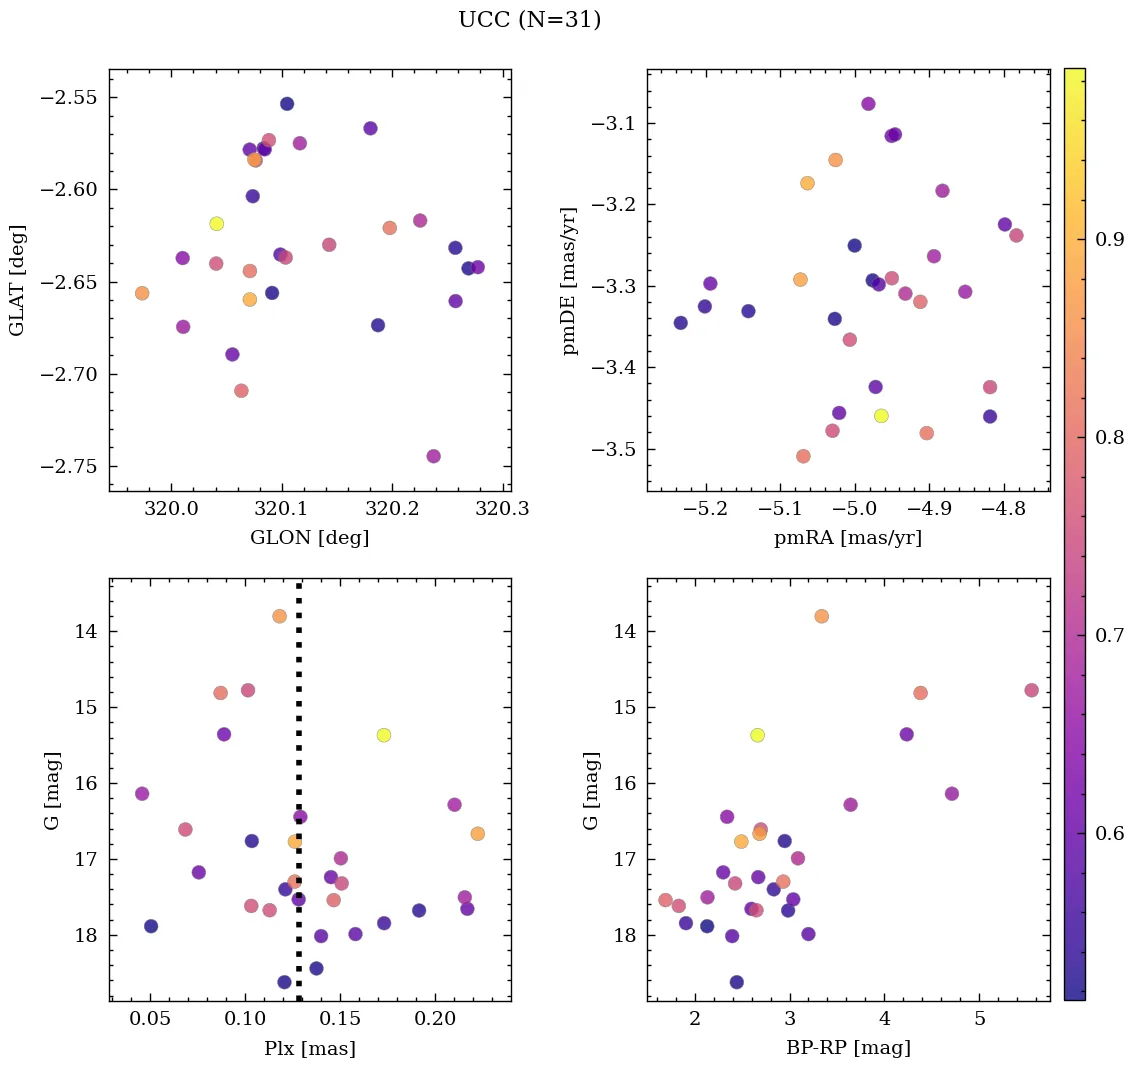 UCC (N=31)
−2.55
−2.60
−2.65
−2.70
−2.75
GLAT [deg]
320.0 320.1 320.2 320.3
GLON [deg]
−3.1
−3.2
−3.3
−3.4
−3.5
pmDE [mas/yr]
−5.2 −5.1 −5.0 −4.9 −4.8
pmRA [mas/yr]
14
15
16
17
18
G [mag]
0.05 0.10 0.15 0.20
Plx [mas]
14
15
16
17
18
G [mag]
2 3 4 5
BP-RP [mag]
0.9
0.8
0.7
0.6